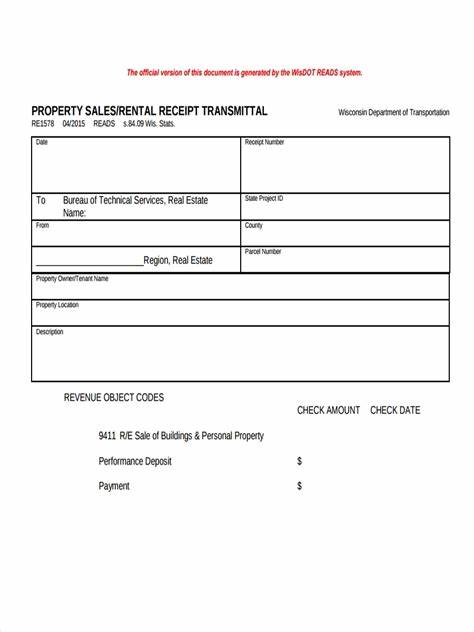 The official version of this document is generated by the WisDOT READS system.
PROPERTY SALES/RENTAL RECEIPT TRANSMITTAL
Wisconsin Department of Transportation
RE1578 04/2015 READS s.84.09 Wis. Stats.
Date
Receipt Number
To Bureau of Technical Services, Real Estate
Name:
State Project ID
From
County
______________________Region, Real Estate
Parcel Number
Property Owner/Tenant Name
Property Location
Description
REVENUE OBJECT CODES
CHECK AMOUNT CHECK DATE
9411 R/E Sale of Buildings & Personal Property
Performance Deposit $
Payment $